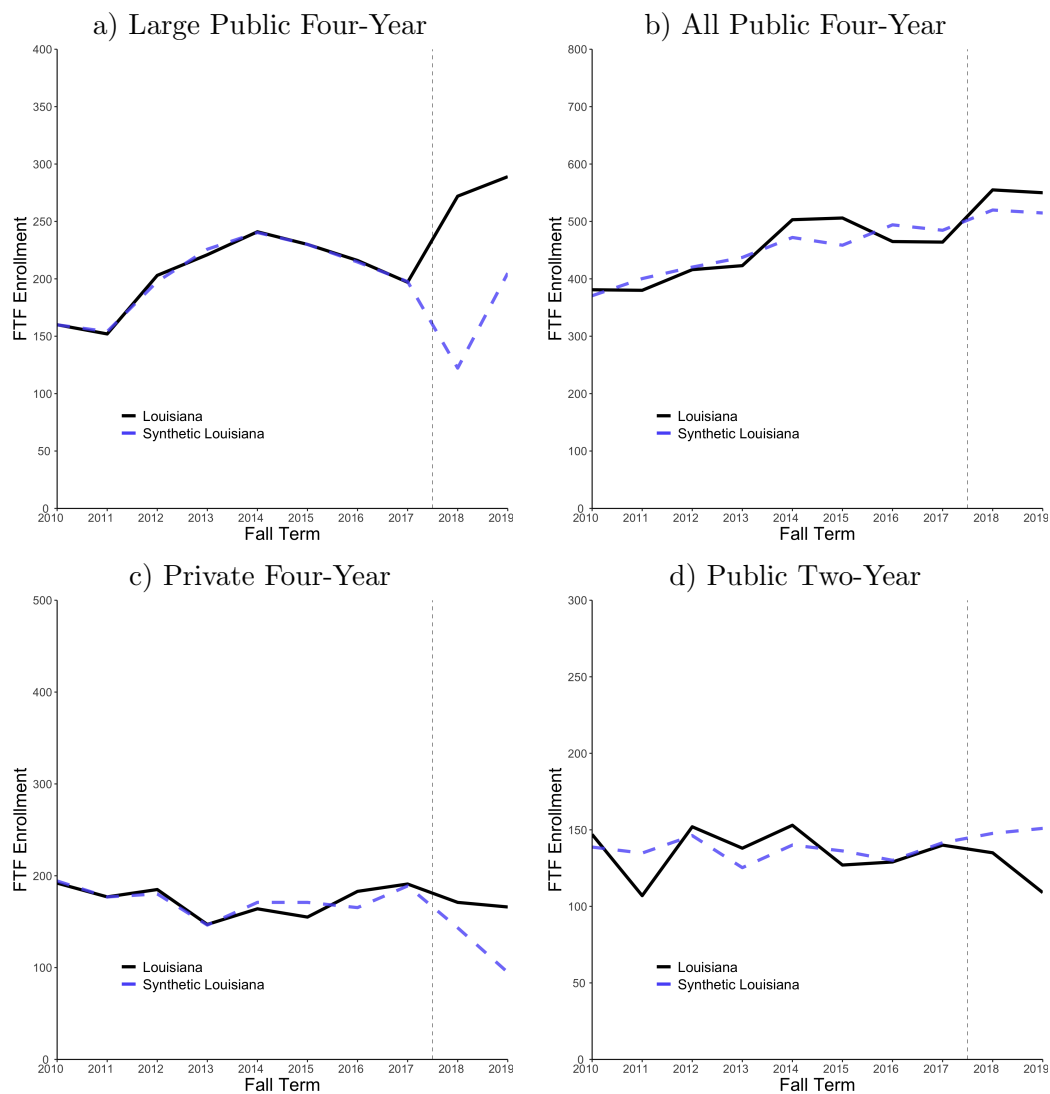 a) Large Public Four-Year
400
350
300
250
200
150
100
50
0
FTF Enrollment
Louisiana
Synthetic Louisiana
2010 2011 2012 2013 2014 2015 2016 2017 2018 2019
Fall Term
b) All Public Four-Year
800
700
600
500
400
300
200
100
0
FTF Enrollment
Louisiana
Synthetic Louisiana
2010 2011 2012 2013 2014 2015 2016 2017 2018 2019
Fall Term
c) Private Four-Year
500
400
300
200
100
0
FTF Enrollment
Louisiana
Synthetic Louisiana
2010 2011 2012 2013 2014 2015 2016 2017 2018 2019
Fall Term
d) Public Two-Year
300
250
200
150
100
50
0
FTF Enrollment
Louisiana
Synthetic Louisiana
2010 2011 2012 2013 2014 2015 2016 2017 2018 2019
Fall Term